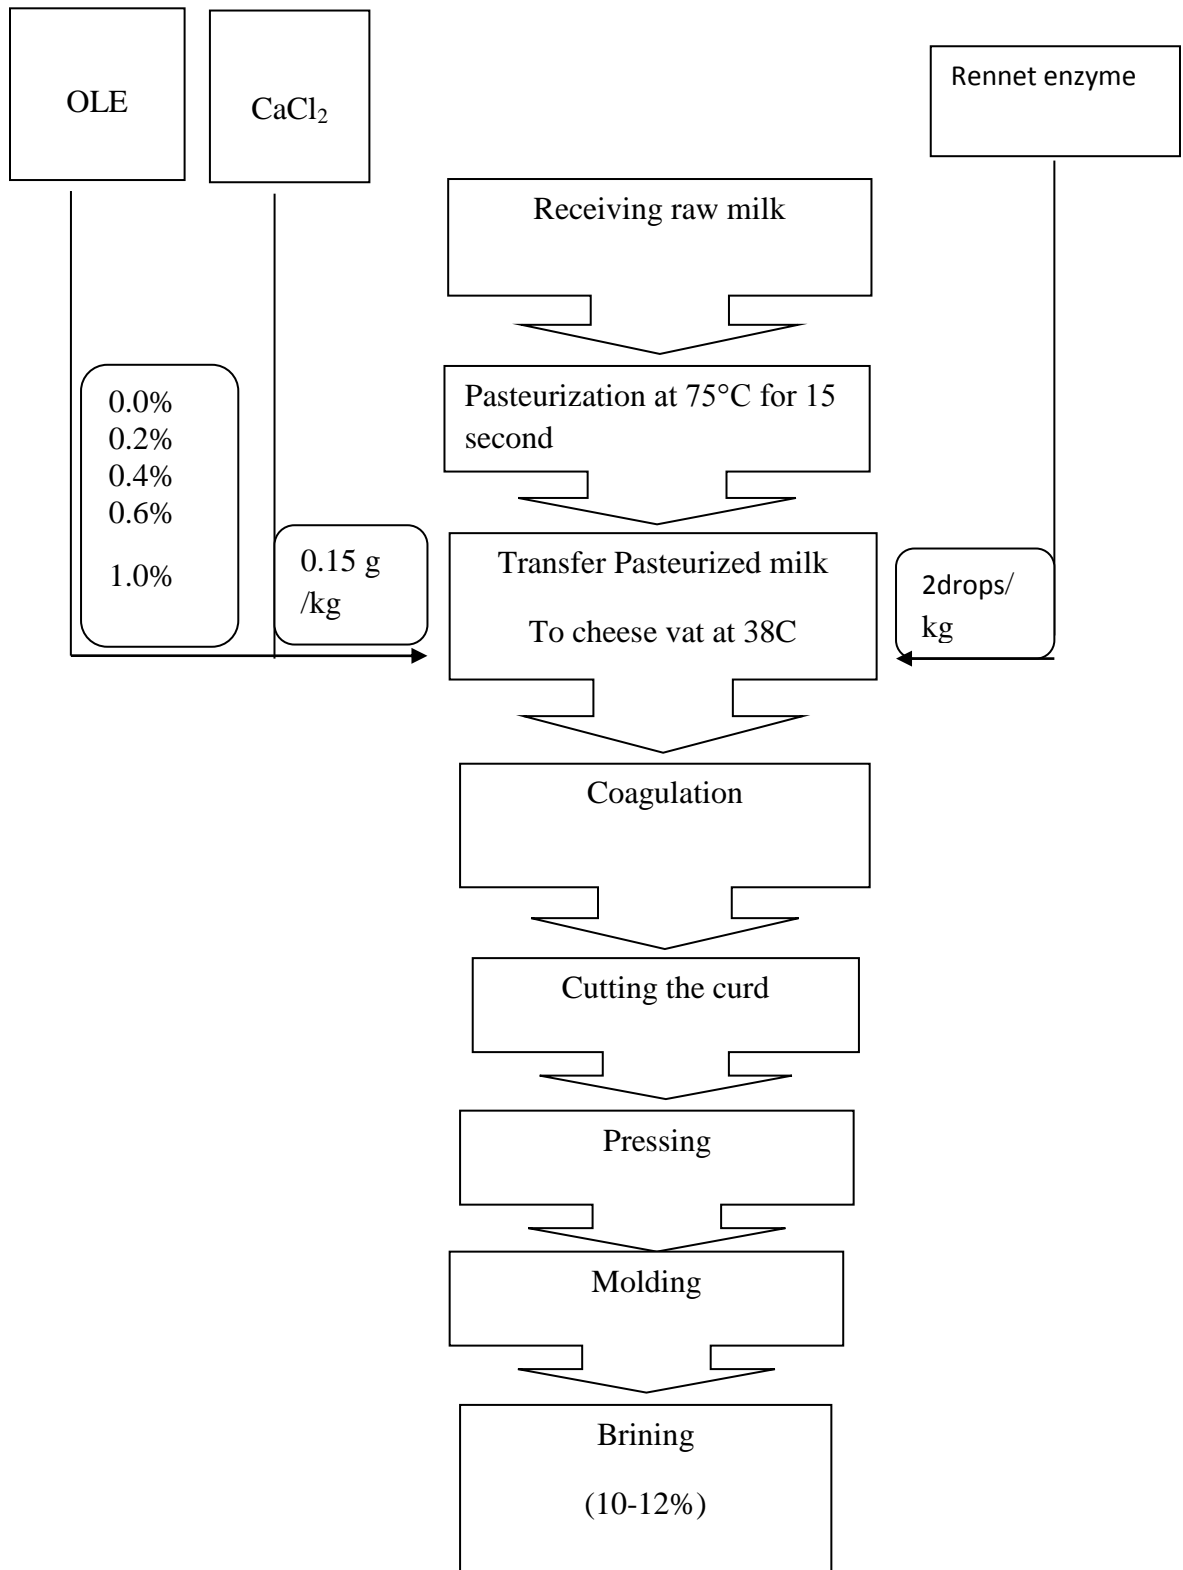 OLE
CaCl₂
Rennet enzyme
Receiving raw milk
Pasteurization at 75°C for 15
second
0.0%
0.2%
0.4%
0.6%
1.0%
0.15 g
/kg
Transfer Pasteurized milk
To cheese vat at 38C
2drops/
kg
Coagulation
Cutting the curd
Pressing
Molding
Brining
(10-12%)